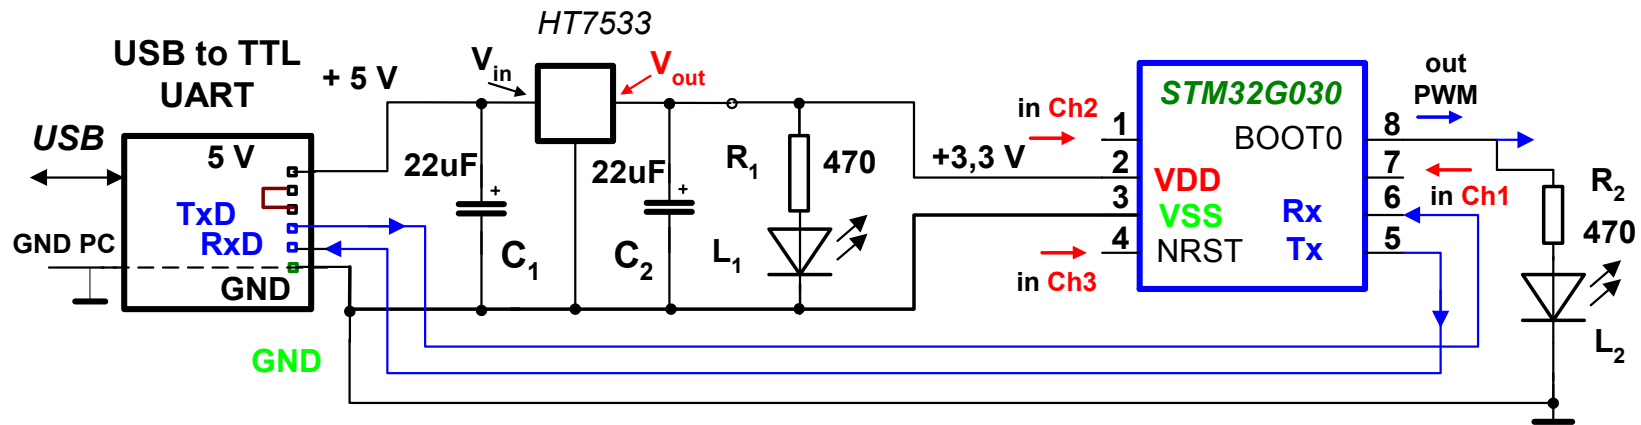 HT7533
USB to TTL
UART
+ 5 V
Vin
Vout
USB
5 V
TxD
RxD
GND PC
GND
GND
22uF
+
C1
22uF
+
C2
R1
470
L1
+3,3 V
in Ch2
in Ch3
STM32G030
1
2
3
4
BOOT0
VDD
VSS
NRST
Rx
Tx
8
7
6
5
out
PWM
in Ch1
R2
470
L2